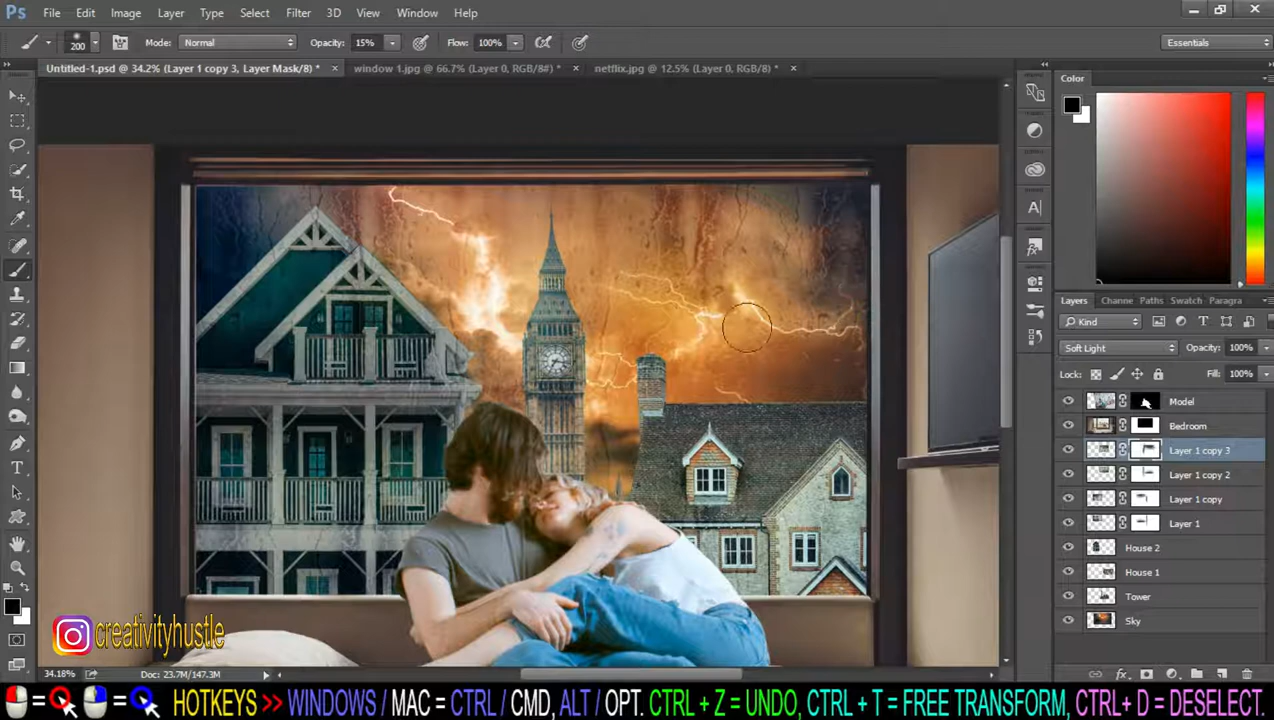 Ps File Edit Image Layer Type Select Filter 3D View Window Help
200 Mode: Normal Opacity: 15% Flow: 100% Essentials
Untitled-1.psd @ 34.2% (Layer 1 copy 3, Layer Mask/8) * × window 1.jpg @ 66.7% (Layer 0, RGB/8#) * × netflix.jpg @ 12.5% (Layer 0, RGB/8) * ×
Color
Layers Channe Paths Swatch Paragra
Kind
Soft Light Opacity: 100%
Lock: Fill: 100%
Model
Bedroom
Layer 1 copy 3
Layer 1 copy 2
Layer 1 copy
Layer 1
House 2
House 1
Tower
Sky
creativityhustle
34.18% Doc: 23.7M/147.3M
HOTKEYS >> WINDOWS / MAC = CTRL / CMD, ALT / OPT. CTRL + Z = UNDO, CTRL + T = FREE TRANSFORM, CTRL + D = DESELECT.